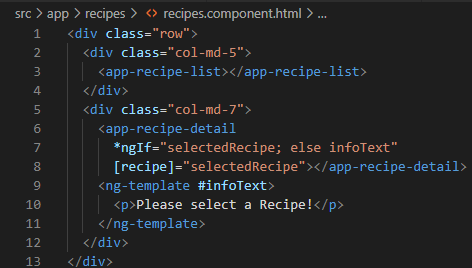 src > app > recipes > <> recipes.component.html > ...
1 <div class="row">
2 <div class="col-md-5">
3 <app-recipe-list></app-recipe-list>
4 </div>
5 <div class="col-md-7">
6 <app-recipe-detail
7 *ngIf="selectedRecipe; else infoText"
8 [recipe]="selectedRecipe"></app-recipe-detail>
9 <ng-template #infoText>
10 <p>Please select a Recipe!</p>
11 </ng-template>
12 </div>
13 </div>